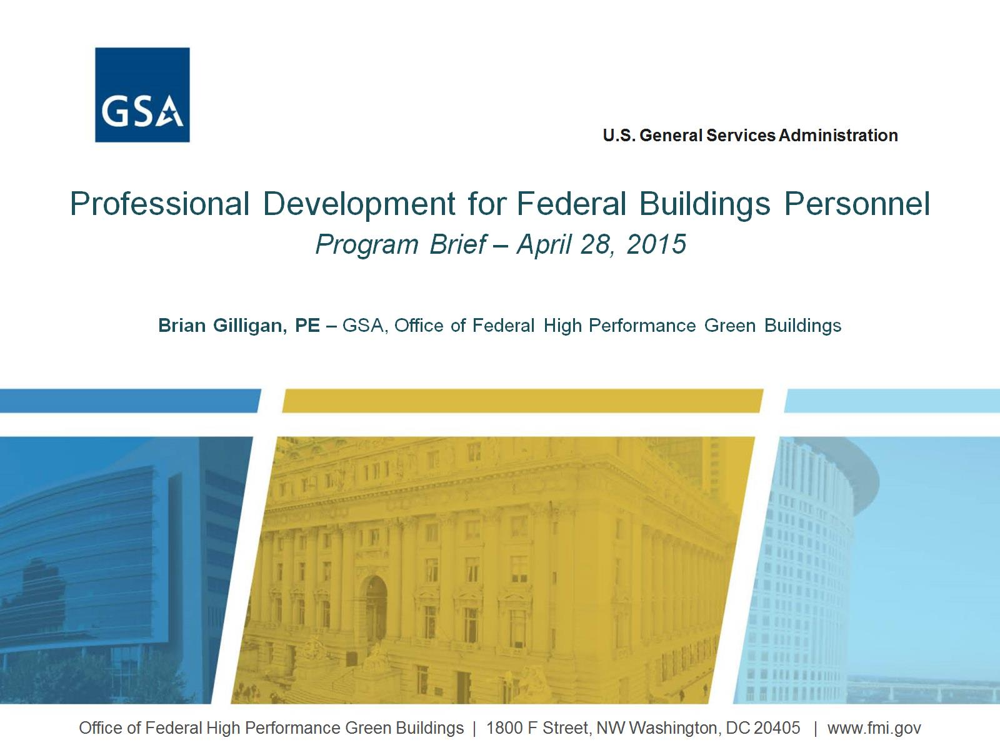 GSA
U.S. General Services Administration
Professional Development for Federal Buildings Personnel
Program Brief – April 28, 2015
Brian Gilligan, PE – GSA, Office of Federal High Performance Green Buildings
Office of Federal High Performance Green Buildings | 1800 F Street, NW Washington, DC 20405 | www.fmi.gov